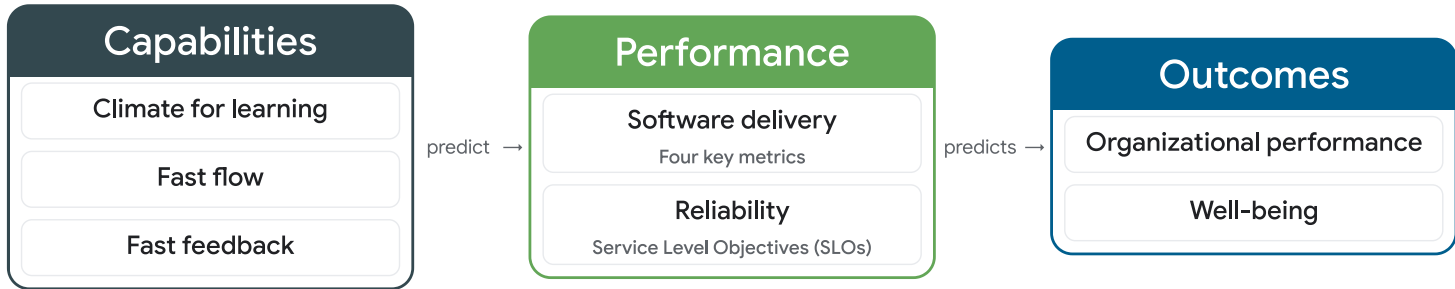 Capabilities
Climate for learning
Fast flow
Fast feedback
predict →
Performance
Software delivery
Four key metrics
Reliability
Service Level Objectives (SLOs)
predicts →
Outcomes
Organizational performance
Well-being